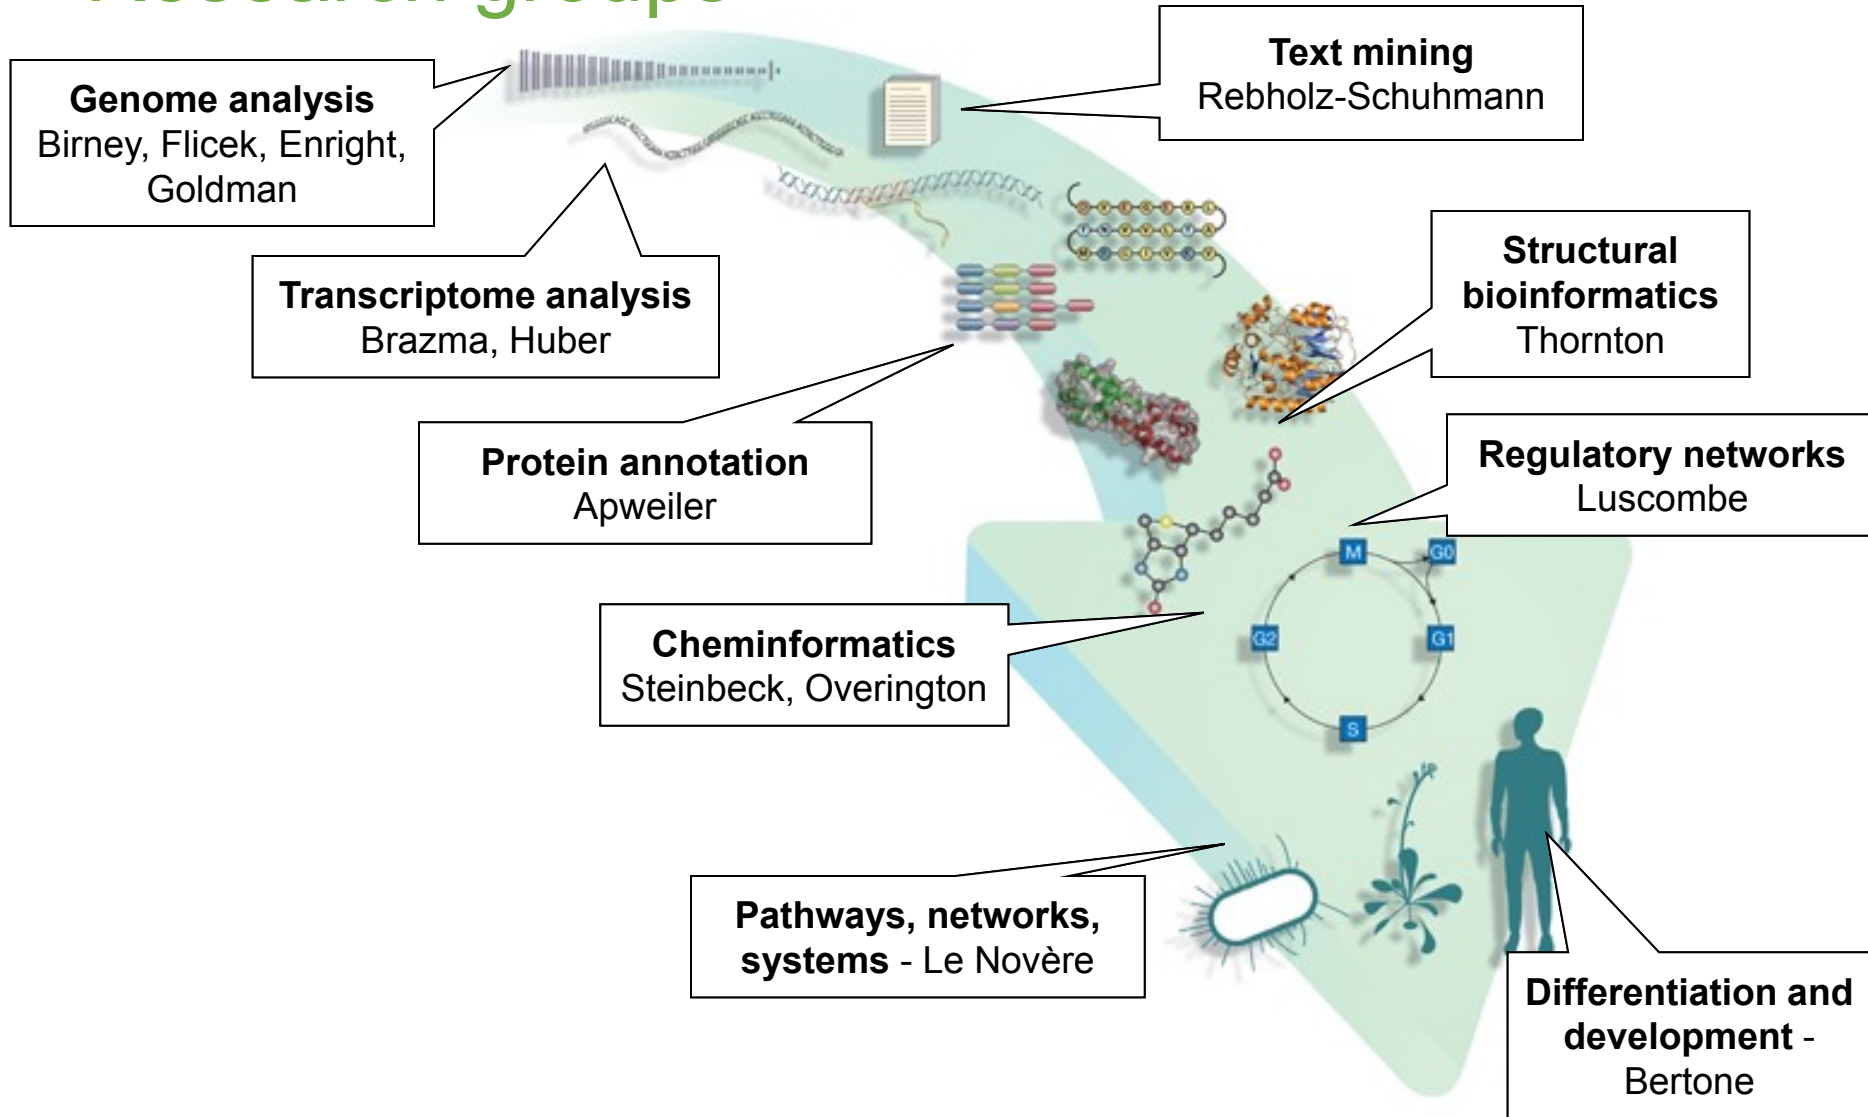 Research groups
Text mining
Rebholz-Schuhmann
Genome analysis
Birney, Flicek, Enright,
Goldman
Transcriptome analysis
Brazma, Huber
Structural
bioinformatics
Thornton
Protein annotation
Apweiler
Regulatory networks
Luscombe
M
G0
G2
G1
S
Cheminformatics
Steinbeck, Overington
Pathways, networks,
systems - Le Novère
Differentiation and
development -
Bertone